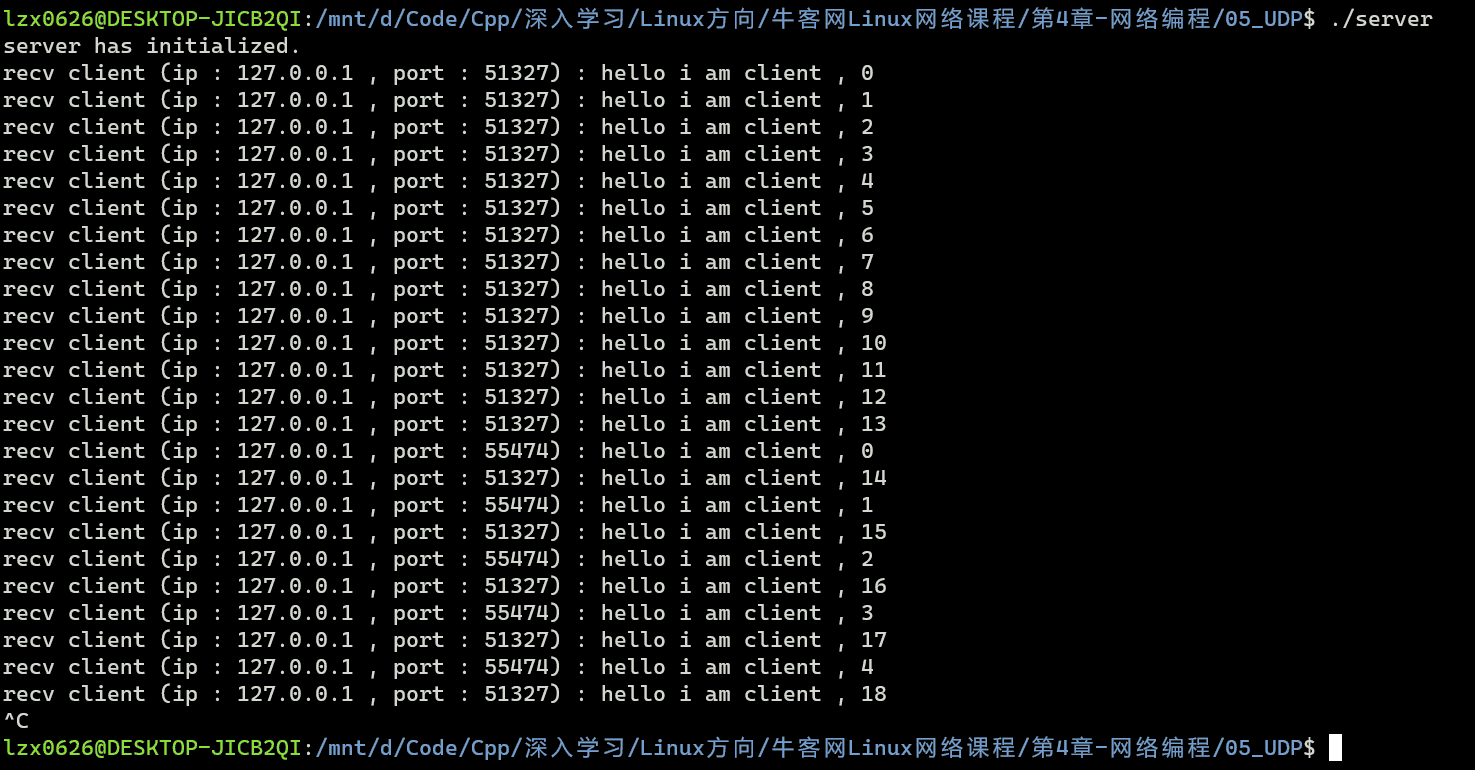 lzx0626@DESKTOP-JICB2QI:/mnt/d/Code/Cpp/深入学习/Linux方向/牛客网Linux网络课程/第4章-网络编程/05_UDP$ ./server
server has initialized.
recv client (ip : 127.0.0.1 , port : 51327) : hello i am client , 0
recv client (ip : 127.0.0.1 , port : 51327) : hello i am client , 1
recv client (ip : 127.0.0.1 , port : 51327) : hello i am client , 2
recv client (ip : 127.0.0.1 , port : 51327) : hello i am client , 3
recv client (ip : 127.0.0.1 , port : 51327) : hello i am client , 4
recv client (ip : 127.0.0.1 , port : 51327) : hello i am client , 5
recv client (ip : 127.0.0.1 , port : 51327) : hello i am client , 6
recv client (ip : 127.0.0.1 , port : 51327) : hello i am client , 7
recv client (ip : 127.0.0.1 , port : 51327) : hello i am client , 8
recv client (ip : 127.0.0.1 , port : 51327) : hello i am client , 9
recv client (ip : 127.0.0.1 , port : 51327) : hello i am client , 10
recv client (ip : 127.0.0.1 , port : 51327) : hello i am client , 11
recv client (ip : 127.0.0.1 , port : 51327) : hello i am client , 12
recv client (ip : 127.0.0.1 , port : 51327) : hello i am client , 13
recv client (ip : 127.0.0.1 , port : 55474) : hello i am client , 0
recv client (ip : 127.0.0.1 , port : 51327) : hello i am client , 14
recv client (ip : 127.0.0.1 , port : 55474) : hello i am client , 1
recv client (ip : 127.0.0.1 , port : 51327) : hello i am client , 15
recv client (ip : 127.0.0.1 , port : 55474) : hello i am client , 2
recv client (ip : 127.0.0.1 , port : 51327) : hello i am client , 16
recv client (ip : 127.0.0.1 , port : 55474) : hello i am client , 3
recv client (ip : 127.0.0.1 , port : 51327) : hello i am client , 17
recv client (ip : 127.0.0.1 , port : 55474) : hello i am client , 4
recv client (ip : 127.0.0.1 , port : 51327) : hello i am client , 18
^C
lzx0626@DESKTOP-JICB2QI:/mnt/d/Code/Cpp/深入学习/Linux方向/牛客网Linux网络课程/第4章-网络编程/05_UDP$